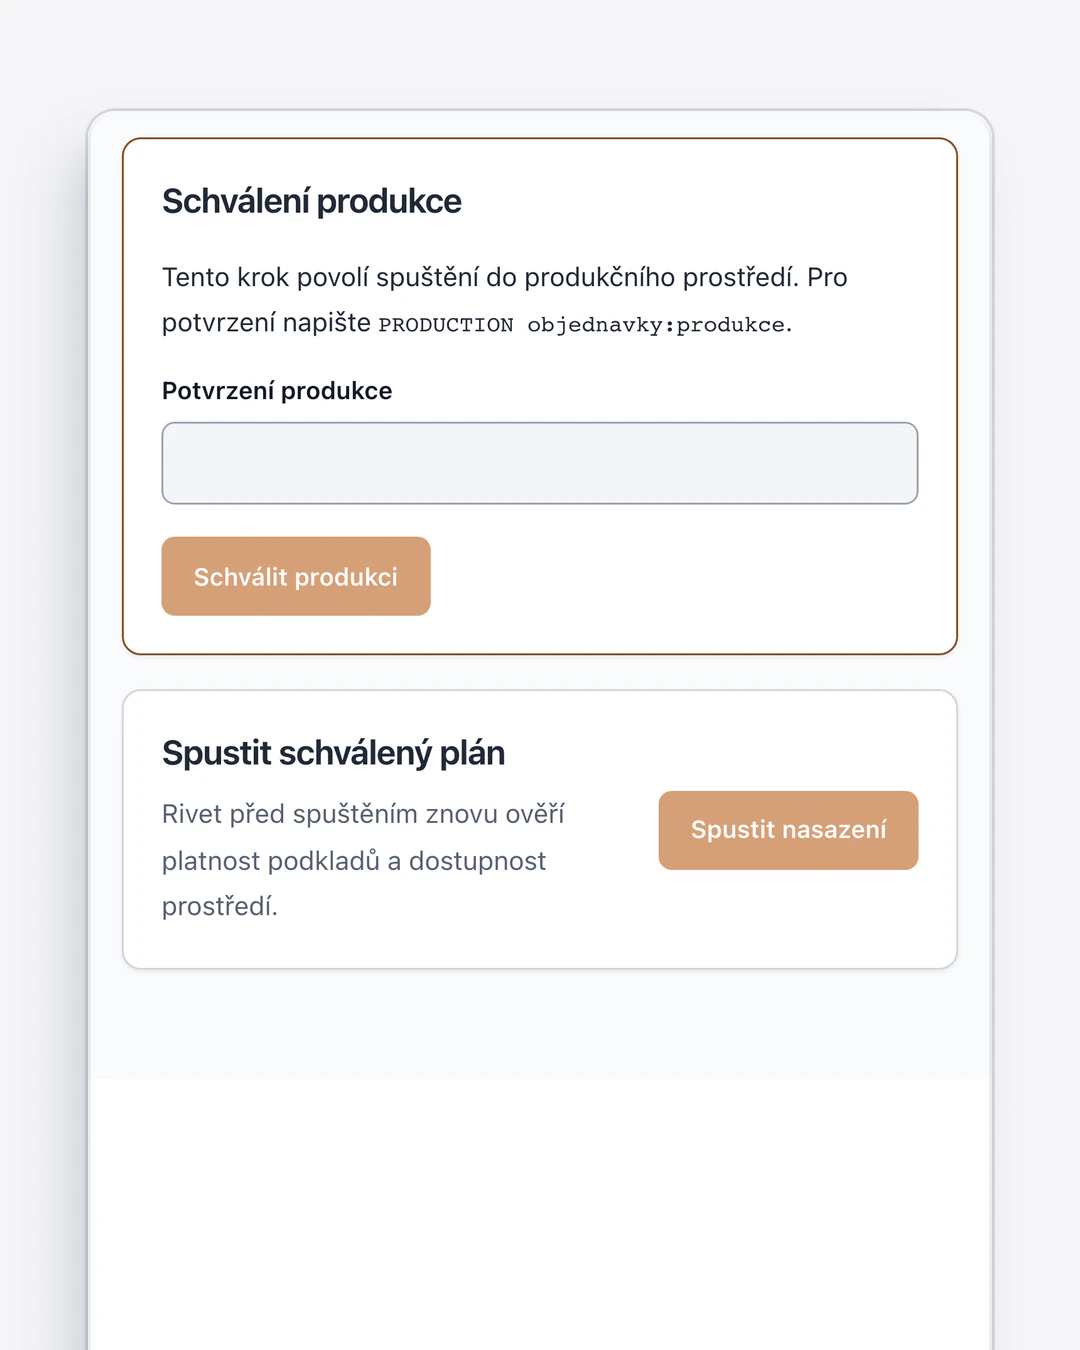 Schválení produkce
Tento krok povolí spuštění do produkčního prostředí. Pro
potvrzení napište PRODUCTION objednavky:produkce.
Potvrzení produkce
Schválit produkci
Spustit schválený plán
Rivet před spuštěním znovu ověří
platnost podkladů a dostupnost
prostředí.
Spustit nasazení